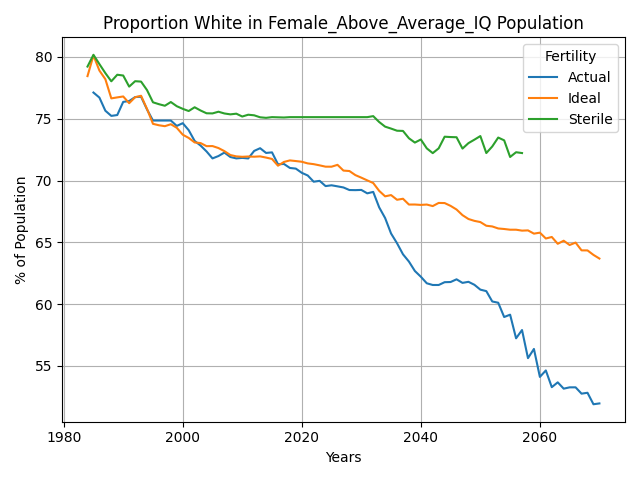 Proportion White in Female_Above_Average_IQ Population
Fertility
Actual
Ideal
Sterile
% of Population
80
75
70
65
60
55
1980
2000
2020
2040
2060
Years